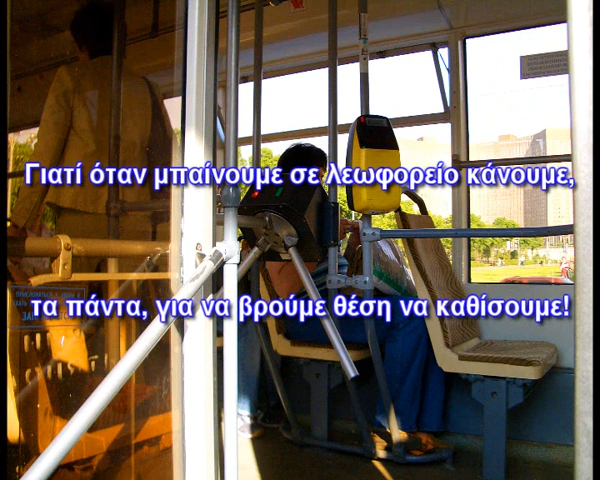 Γιατί όταν μπαίνουμε σε λεωφορείο κάνουμε,
τα πάντα, για να βρούμε θέση να καθίσουμε!